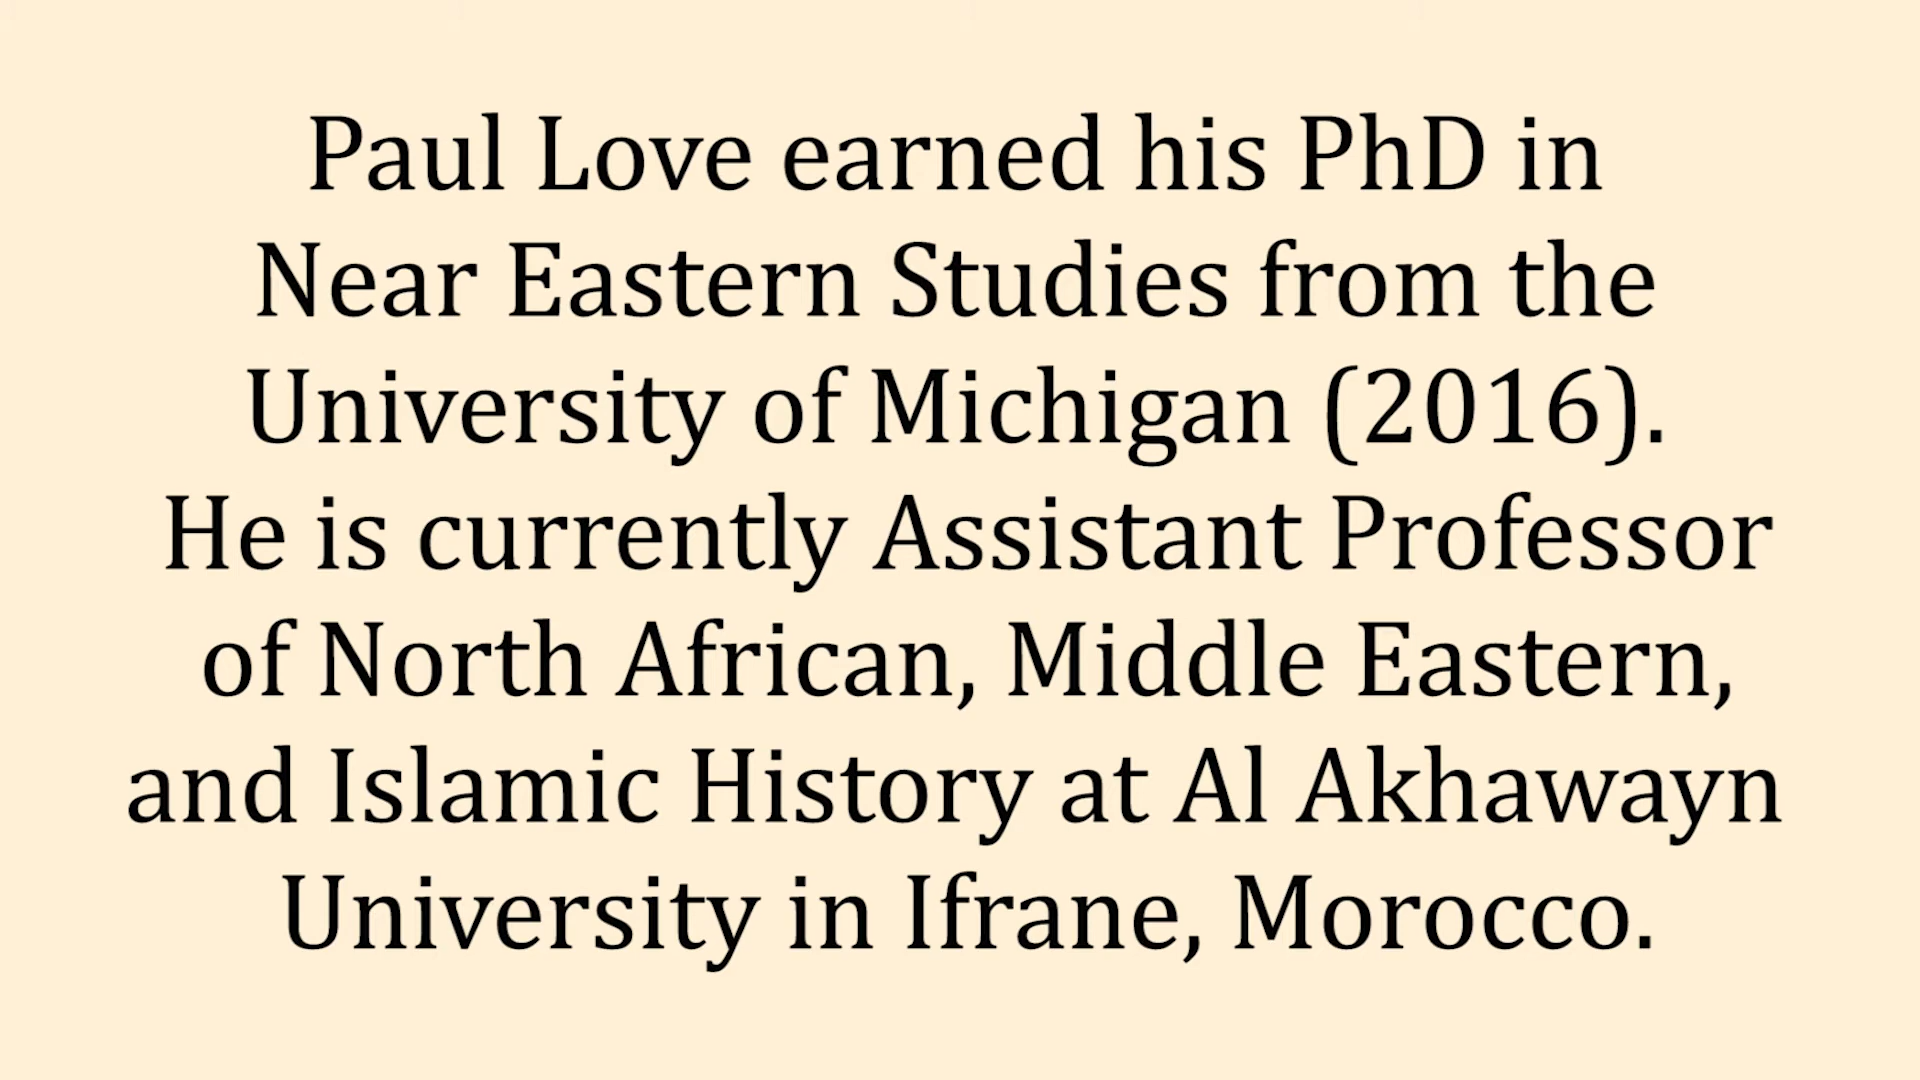 Paul Love earned his PhD in
Near Eastern Studies from the
University of Michigan (2016).
He is currently Assistant Professor
of North African, Middle Eastern,
and Islamic History at Al Akhawayn
University in Ifrane, Morocco.